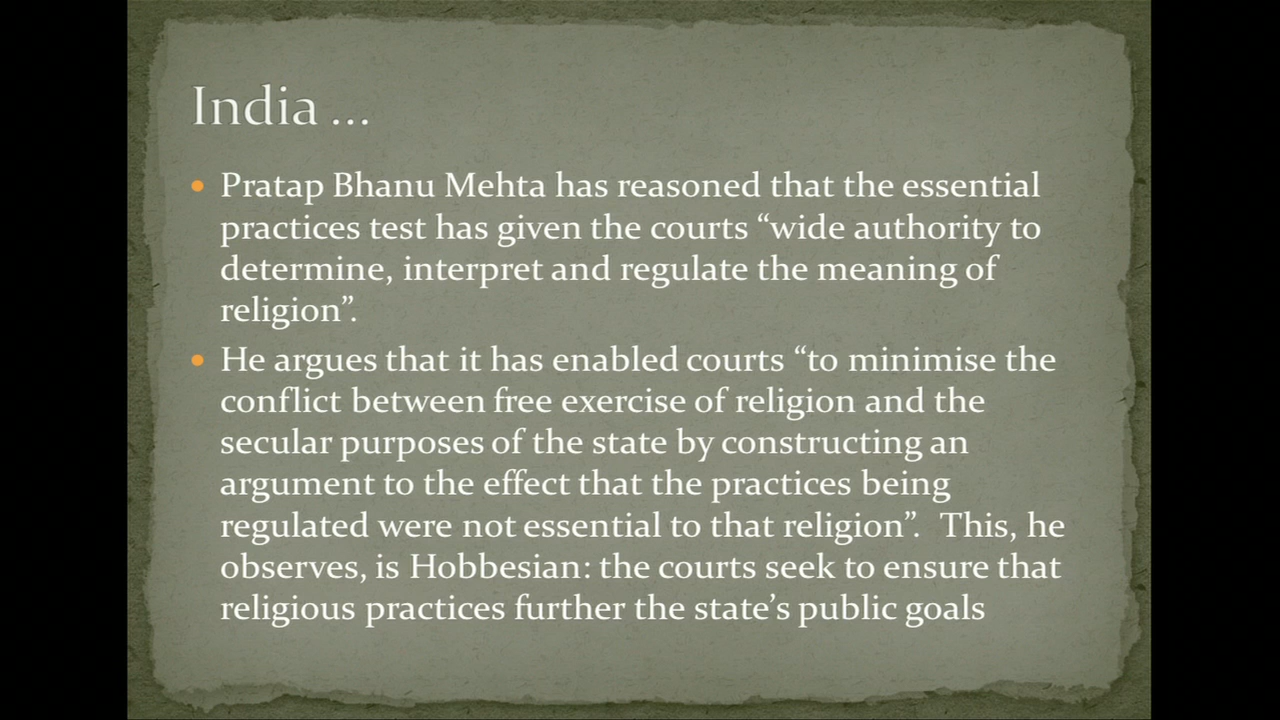 India ...
Pratap Bhanu Mehta has reasoned that the essential
practices test has given the courts “wide authority to
determine, interpret and regulate the meaning of
religion”.
He argues that it has enabled courts “to minimise the
conflict between free exercise of religion and the
secular purposes of the state by constructing an
argument to the effect that the practices being
regulated were not essential to that religion”.  This, he
observes, is Hobbesian: the courts seek to ensure that
religious practices further the state’s public goals